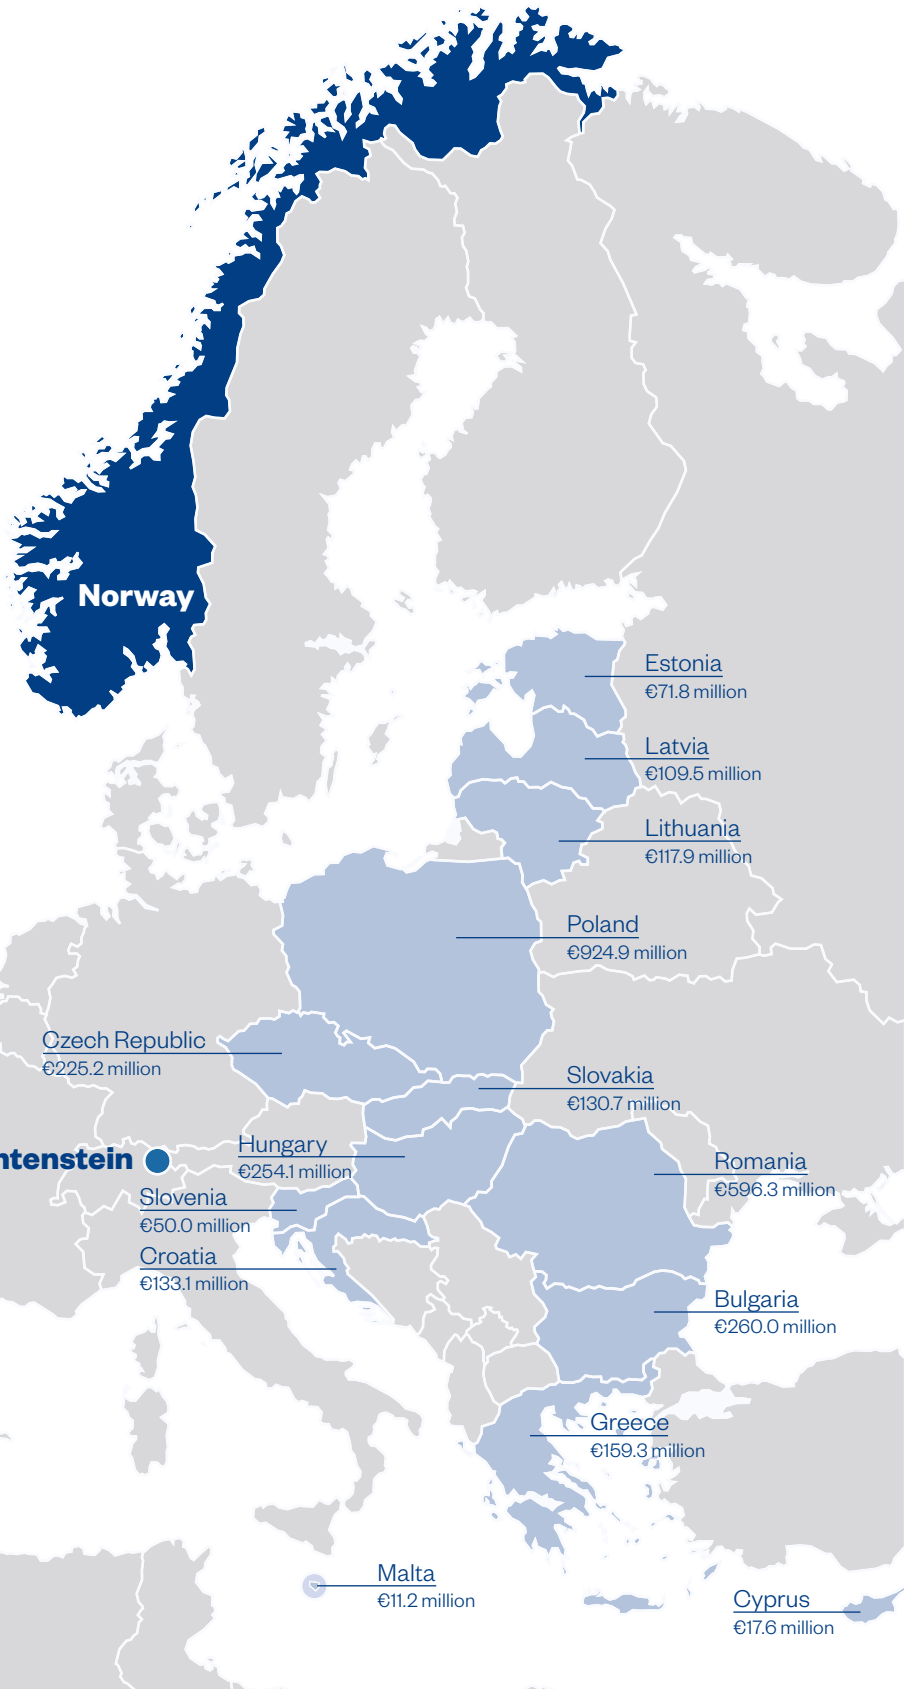 Norway
Estonia
€71.8 million
Latvia
€109.5 million
Lithuania
€117.9 million
Poland
€924.9 million
Czech Republic
€225.2 million
Slovakia
€130.7 million
Hungary
€254.1 million
ntenstein
Romania
€596.3 million
Slovenia
€50.0 million
Croatia
€133.1 million
Bulgaria
€260.0 million
Greece
€159.3 million
Malta
€11.2 million
Cyprus
€17.6 million